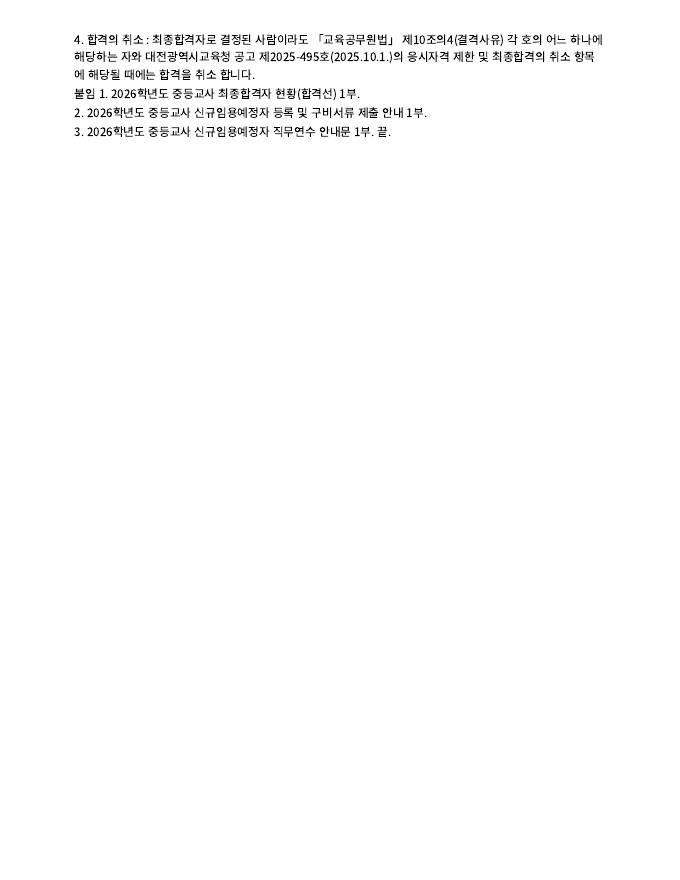 4. 합격의 취소 : 최종합격자로 결정된 사람이라도 「교육공무원법」 제10조의4(결격사유) 각 호의 어느 하나에
해당하는 자와 대전광역시교육청 공고 제2025-495호(2025.10.1.)의 응시자격 제한 및 최종합격의 취소 항목
에 해당될 때에는 합격을 취소 합니다.
붙임 1. 2026학년도 중등교사 최종합격자 현황(합격선) 1부.
2. 2026학년도 중등교사 신규임용예정자 등록 및 구비서류 제출 안내 1부.
3. 2026학년도 중등교사 신규임용예정자 직무연수 안내문 1부. 끝.